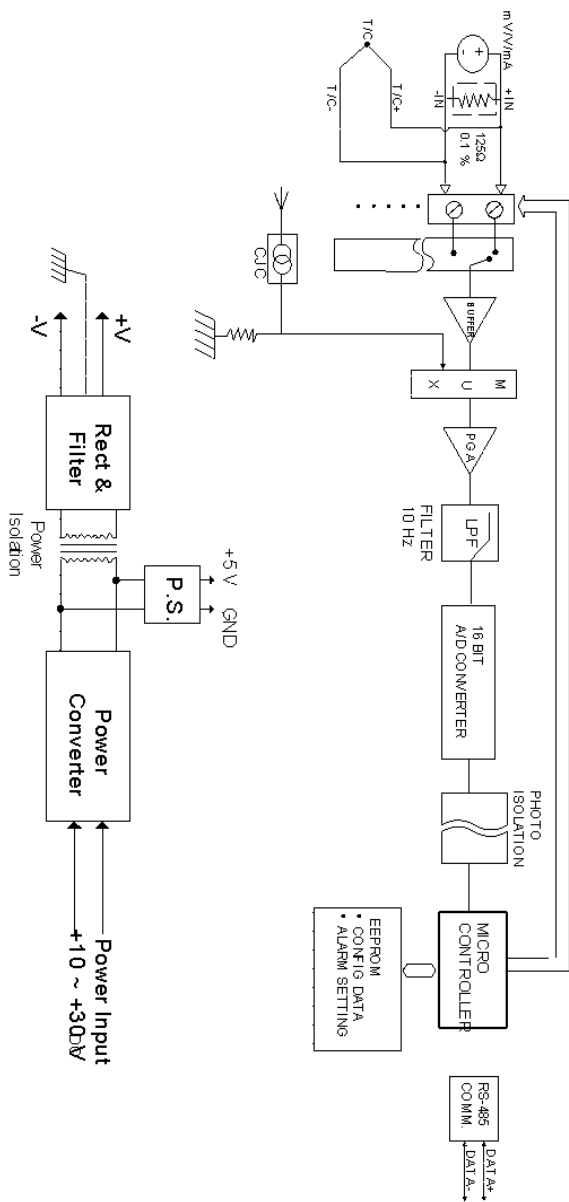 mV/V/mA
+IN
-IN
T/C
T/C+
T/C-
125Ω
0.1 %
CJC
BUFFER
M
U
X
PGA
LPF
FILTER
10 Hz
16 BIT
A/D CONVERTER
PHOTO
ISOLATION
MICRO
CONTROLLER
EEPROM
• CONFIG DATA
• ALARM SETTING
RS-485
COMM.
DATA+
DATA-
+V
-V
Rect &
Filter
Power
Isolation
+5 V
GND
P.S.
Power
Converter
Power Input
+10 ~ +30